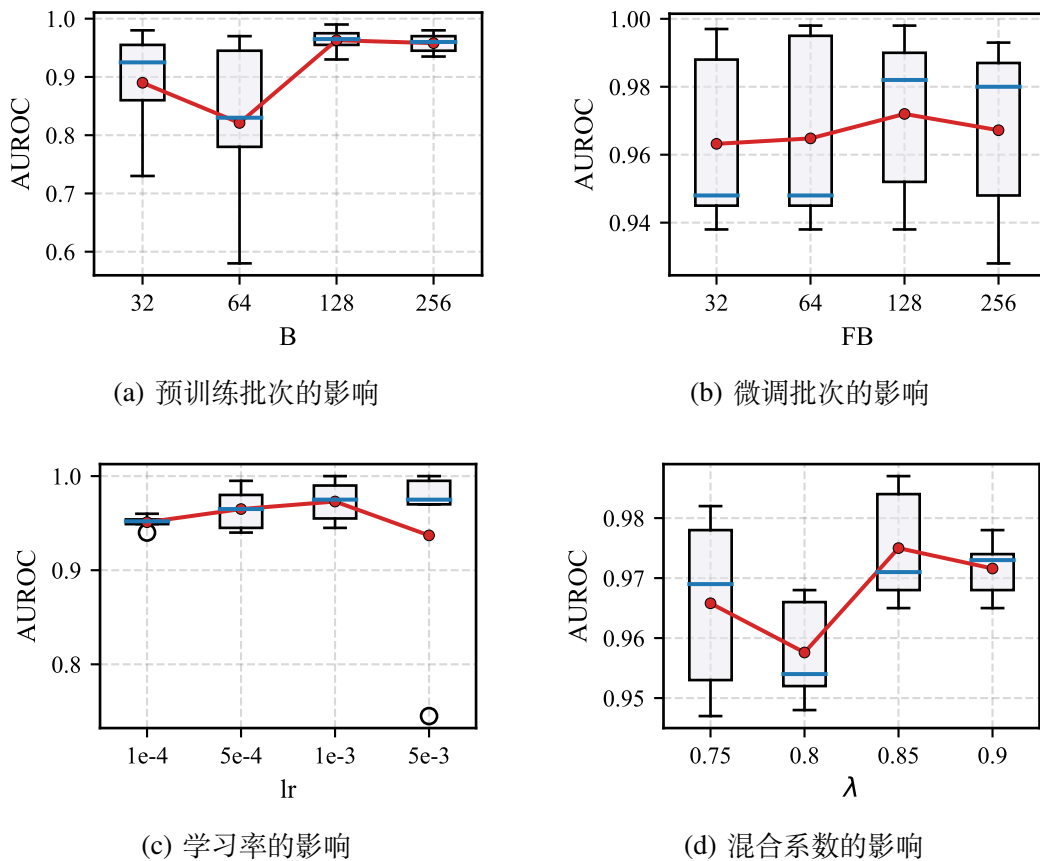 1.0
0.9
0.8
0.7
0.6
AUROC
32
64
128
256
B
(a) 预训练批次的影响
1.00
0.98
0.96
0.94
AUROC
32
64
128
256
FB
(b) 微调批次的影响
1.0
0.9
0.8
AUROC
1e-4
5e-4
1e-3
5e-3
lr
(c) 学习率的影响
0.98
0.97
0.96
0.95
AUROC
0.75
0.8
0.85
0.9
λ
(d) 混合系数的影响